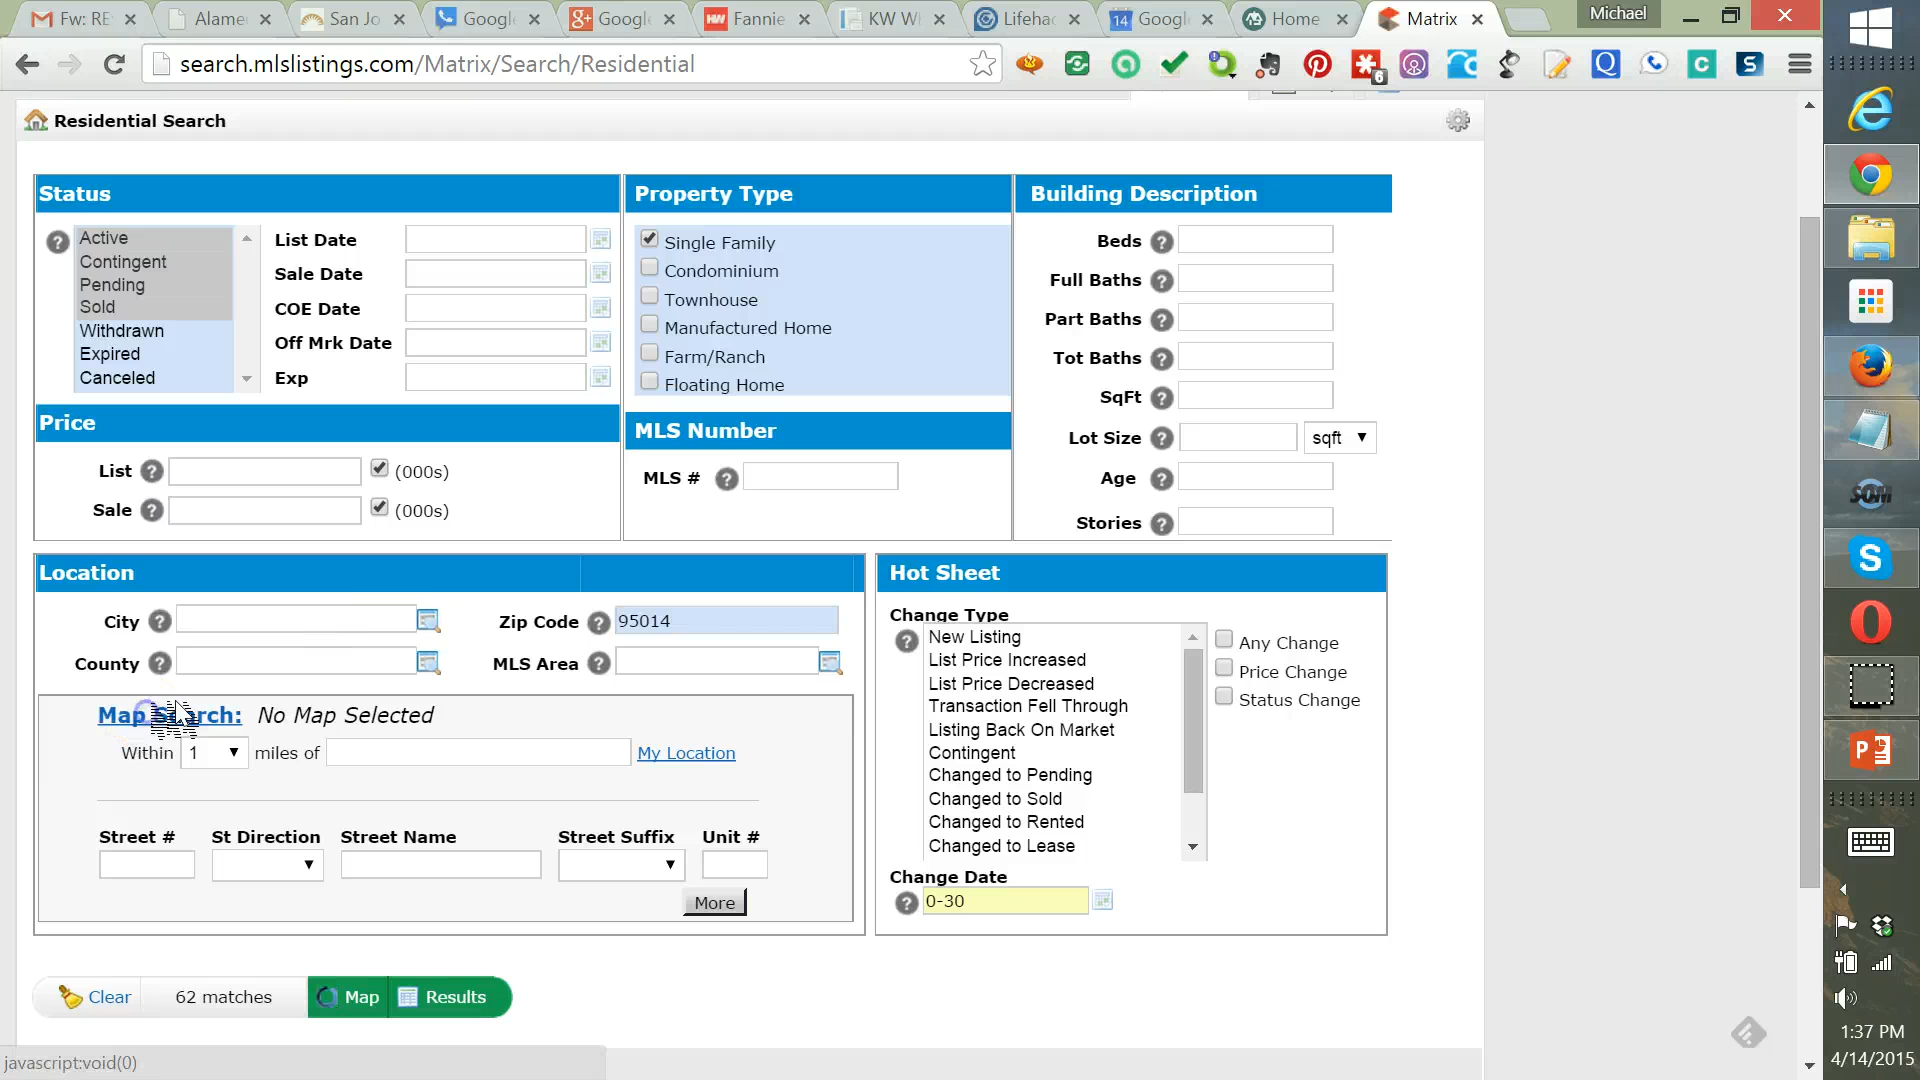 Fw: RE
Alame
San Jo
Google
Google
Fannie
KW W
Lifeha
14 Google
Home
Matrix
Michael
search.mlslistings.com/Matrix/Search/Residential
6
Residential Search
Status
Active
Contingent
Pending
Sold
Withdrawn
Expired
Canceled
List Date
Sale Date
COE Date
Off Mrk Date
Exp
Price
List (000s)
Sale (000s)
Property Type
Single Family
Condominium
Townhouse
Manufactured Home
Farm/Ranch
Floating Home
MLS Number
MLS #
Building Description
Beds
Full Baths
Part Baths
Tot Baths
SqFt
Lot Size sqft
Age
Stories
Location
City
Zip Code 95014
County
MLS Area
Map Search: No Map Selected
Within 1 miles of My Location
Street # St Direction Street Name Street Suffix Unit #
More
Hot Sheet
Change Type
New Listing
List Price Increased
List Price Decreased
Transaction Fell Through
Listing Back On Market
Contingent
Changed to Pending
Changed to Sold
Changed to Rented
Changed to Lease
Any Change
Price Change
Status Change
Change Date
0-30
Clear 62 matches Map Results
javascript:void(0)
1:37 PM
4/14/2015